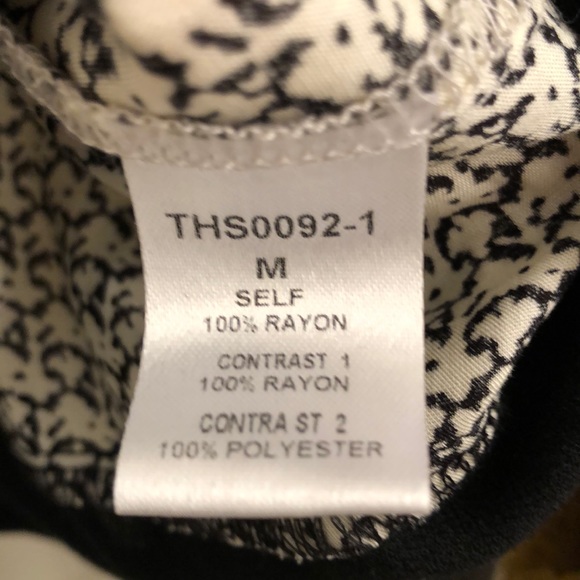 THS0092-1
M
SELF
100% RAYON
CONTRAST 1
100% RAYON
CONTRA ST 2
100% POLYESTER